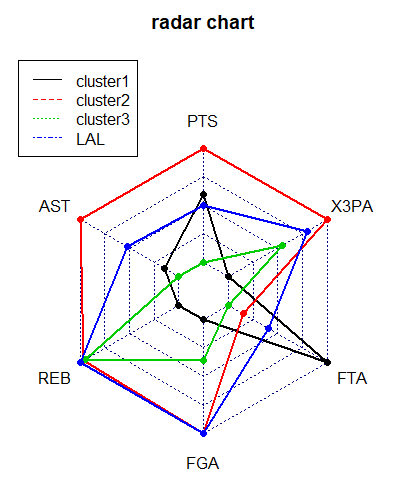 radar chart
cluster1
cluster2
cluster3
LAL
PTS
AST
X3PA
REB
FTA
FGA